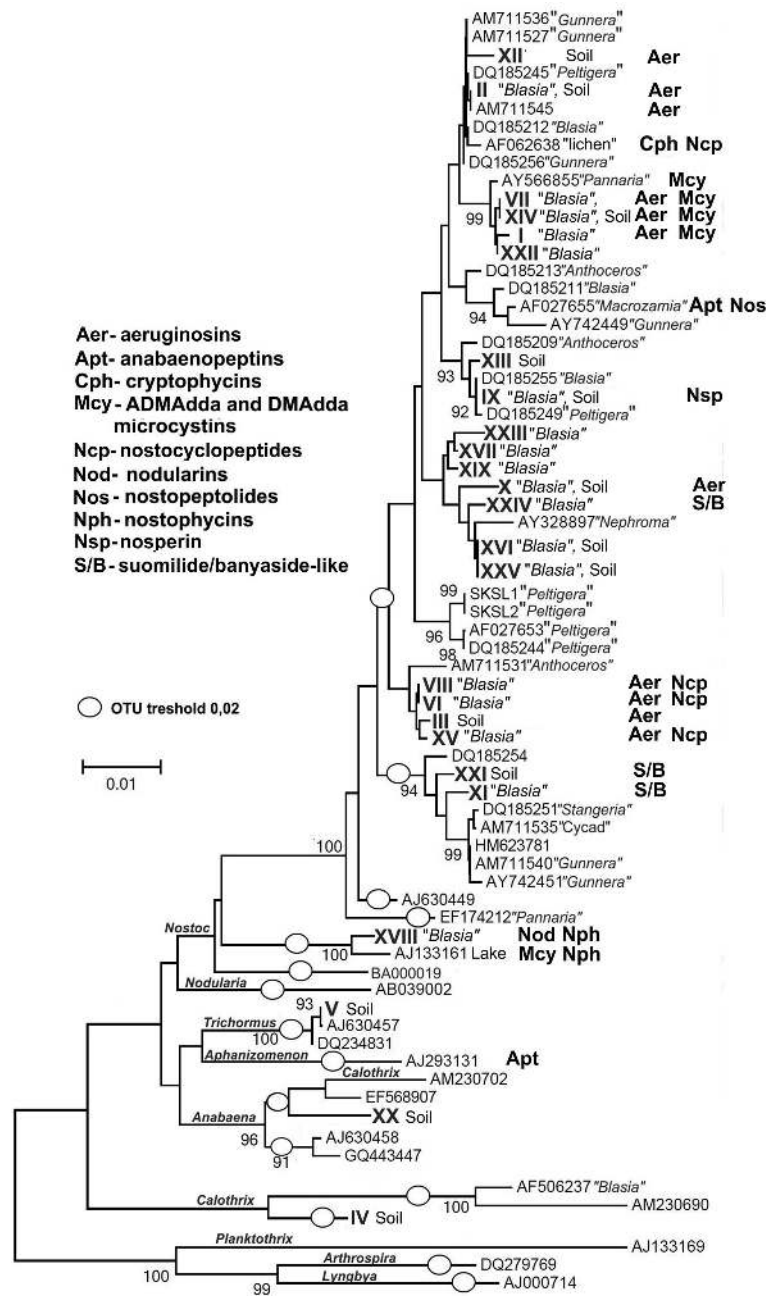 AM711536 "Gunnera"
AM711527 "Gunnera"
XII Soil Aer
DQ185245 "Peltigera"
II "Blasia", Soil Aer
AM711545 Aer
DQ185212 "Blasia"
AF062638 "lichen" Cph Ncp
DQ185256 "Gunnera"
AY566855 "Pannaria" Mcy
99 VII "Blasia", Aer Mcy
XIV "Blasia", Soil Aer Mcy
I "Blasia" Aer Mcy
XXII "Blasia"
DQ185213 "Anthoceros"
DQ185211 "Blasia"
94 AF027655 "Macrozamia" Apt Nos
AY742449 "Gunnera"
Aer- aeruginosins
Apt- anabaenopeptins
Cph- cryptophycins
Mcy - ADMAdda and DMAdda
microcystins
Ncp- nostocyclopeptides
Nod - nodularins
Nos - nostopeptolides
Nph - nostophycins
Nsp- nosperin
S/B- suomilide/banyaside-like
DQ185209 "Anthoceros"
93 XIII Soil
DQ185255 "Blasia"
IX "Blasia", Soil Nsp
92 DQ185249 "Peltigera"
XXIII "Blasia"
XVII "Blasia"
XIX "Blasia"
X "Blasia", Soil Aer
XXIV "Blasia" S/B
AY328897 "Nephroma"
XVI "Blasia", Soil
XXV "Blasia", Soil
99 SKSL1 "Peltigera"
SKSL2 "Peltigera"
96 AF027653 "Peltigera"
98 DQ185244 "Peltigera"
AM711531 "Anthoceros"
VIII "Blasia" Aer Ncp
VI "Blasia" Aer Ncp
III Soil Aer
XV "Blasia" Aer Ncp
OTU treshold 0,02
0.01
DQ185254
94 XXI Soil S/B
XI "Blasia" S/B
DQ185251 "Stangeria"
AM711535 "Cycad"
99 HM623781
AM711540 "Gunnera"
AY742451 "Gunnera"
100
AJ630449
EF174212 "Pannaria"
Nostoc XVIII "Blasia" Nod Nph
100 AJ133161 Lake Mcy Nph
BA000019
Nodularia AB039002
93 V Soil
Trichormus AJ630457
100 DQ234831
Aphanizomenon AJ293131 Apt
Calothrix AM230702
EF568907
Anabaena XX Soil
96 AJ630458
91 GQ443447
AF506237 "Blasia"
Calothrix 100 AM230690
IV Soil
Planktothrix AJ133169
100 Arthrospira DQ279769
99 Lyngbya AJ000714